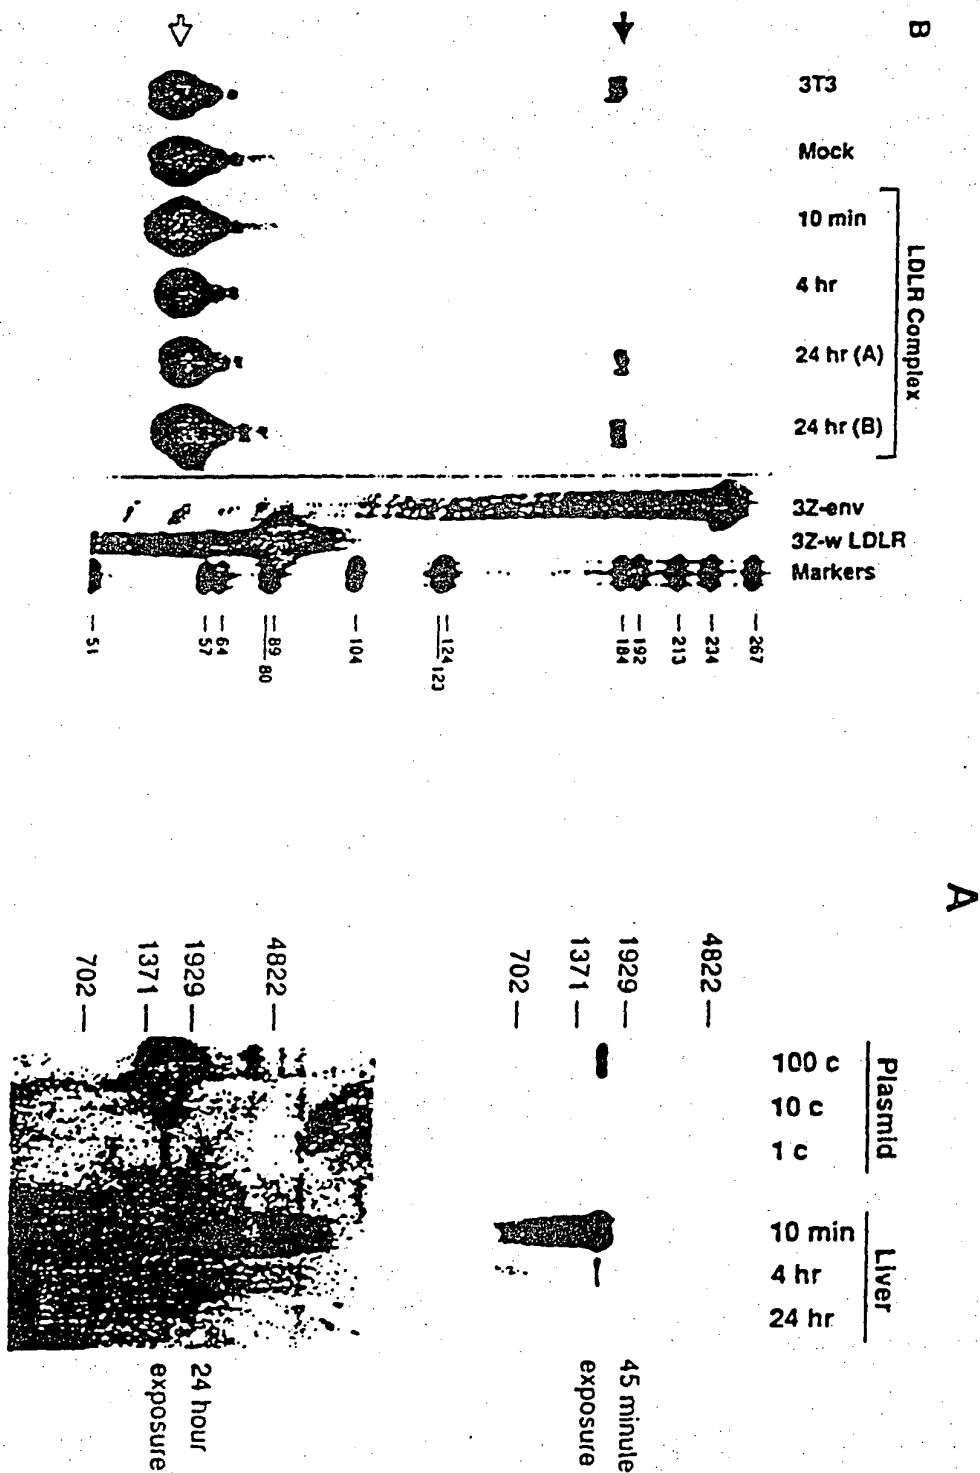 A
Plasmid
Liver
100 c
10 c
1 c
10 min
4 hr
24 hr
4822 —
1929 —
1371 —
702 —
45 minute
exposure
4822 —
1929 —
1371 —
702 —
24 hour
exposure
B
LDLR Complex
3T3
Mock
10 min
4 hr
24 hr (A)
24 hr (B)
3Z-env
3Z-w LDLR
Markers
— 267
— 234
— 213
— 192
— 184
— 124
123
— 104
— 89
80
— 64
— 57
— 51